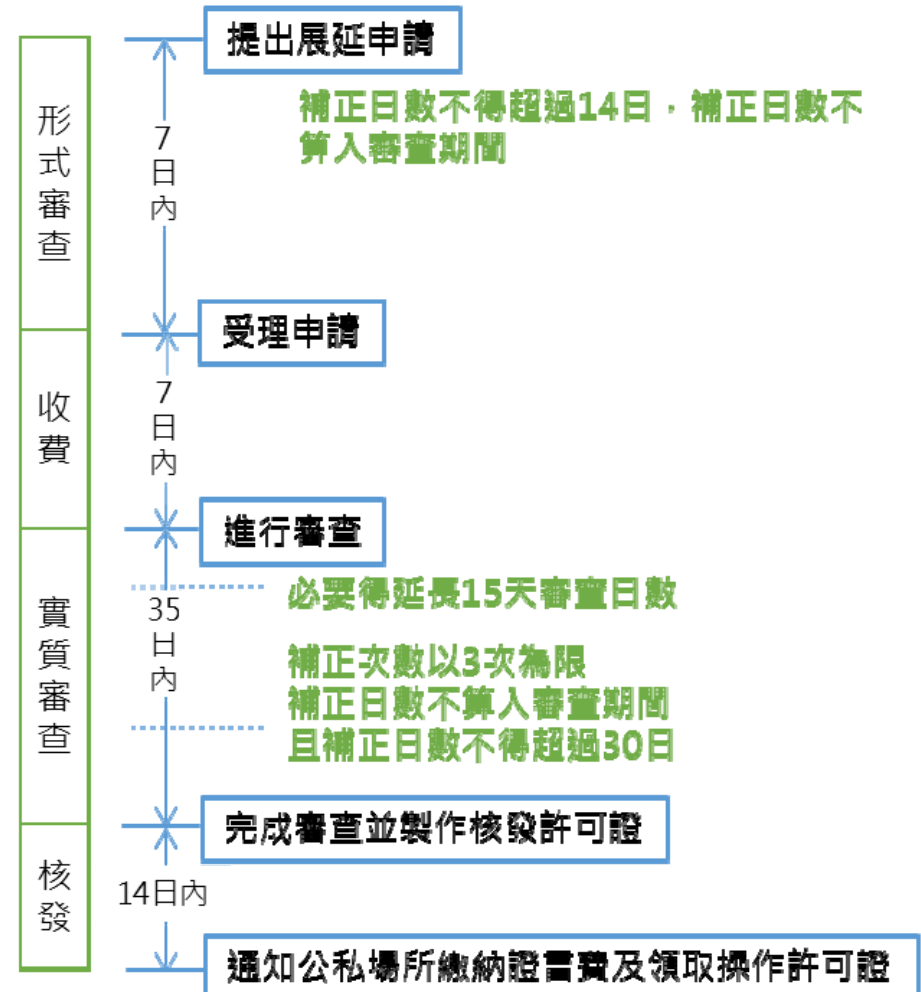 提出展延申請
補正日數不得超過14日，補正日數不
算入審查期間
形式審查
7日內
受理申請
收費
7日內
進行審查
必要得延長15天審查日數
實質審查
35日內
補正次數以3次為限
補正日數不算入審查期間
且補正日數不得超過30日
完成審查並製作核發許可證
核發
14日內
通知公私場所繳納證書費及領取操作許可證